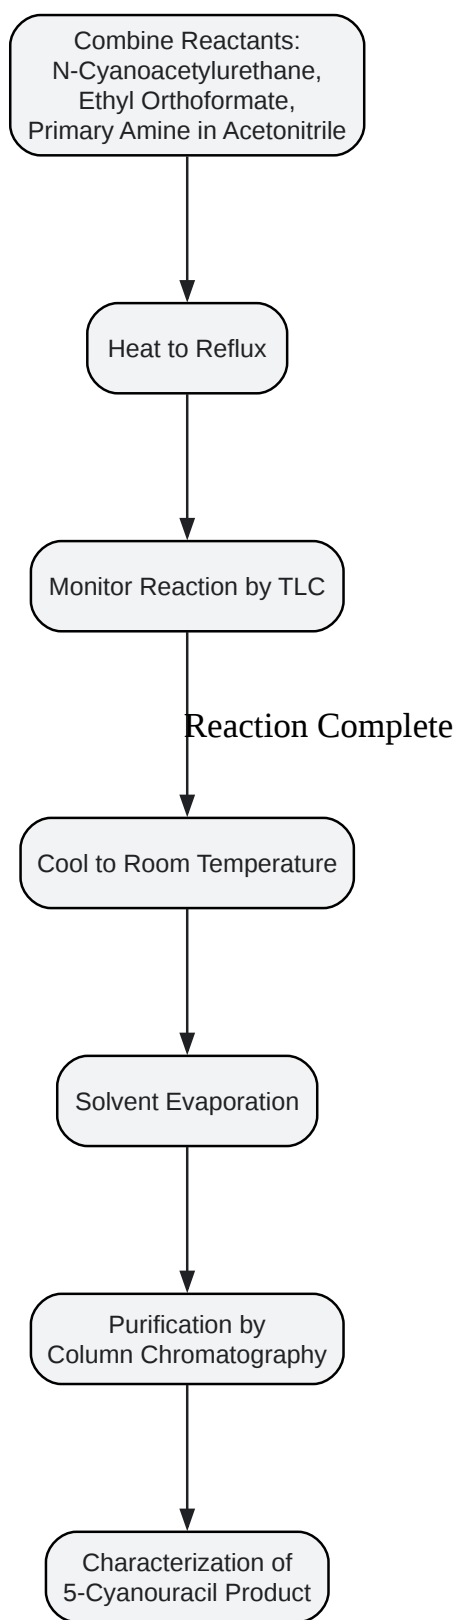 Combine Reactants:
N-Cyanoacetylurethane,
Ethyl Orthoformate,
Primary Amine in Acetonitrile
Heat to Reflux
Monitor Reaction by TLC
Reaction Complete
Cool to Room Temperature
Solvent Evaporation
Purification by
Column Chromatography
Characterization of
5-Cyanouracil Product